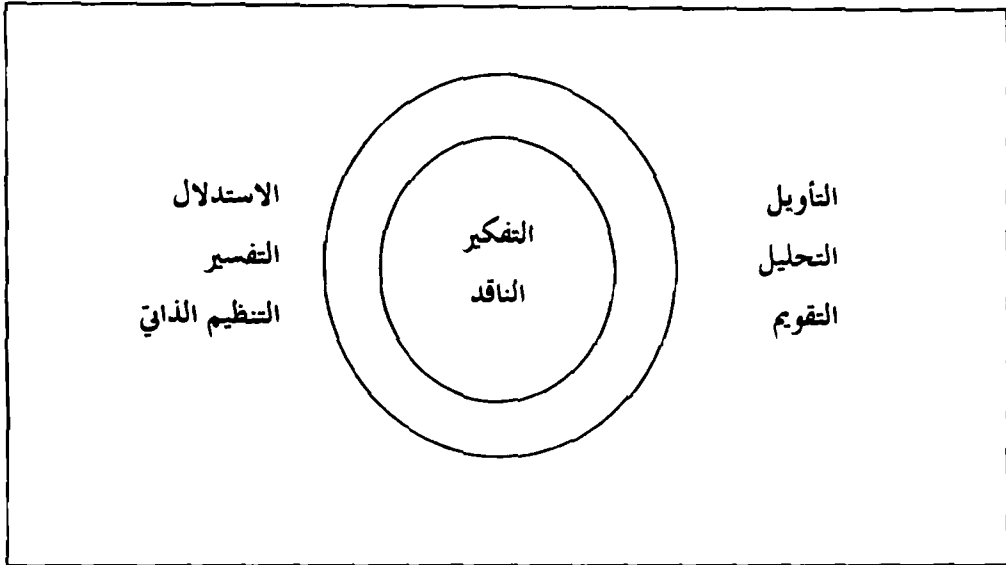 التأويل
التحليل
التقويم
التفكير
الناقد
الاستدلال
التفسير
التنظيم الذاتيّ